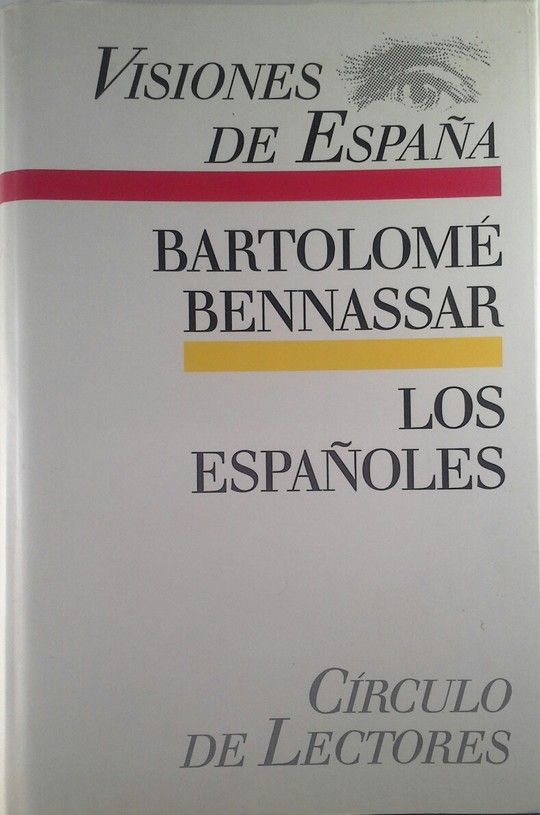 VISIONES
DE ESPAÑA
BARTOLOMÉ
BENNASSAR
LOS
ESPAÑOLES
CÍRCULO
DE LECTORES